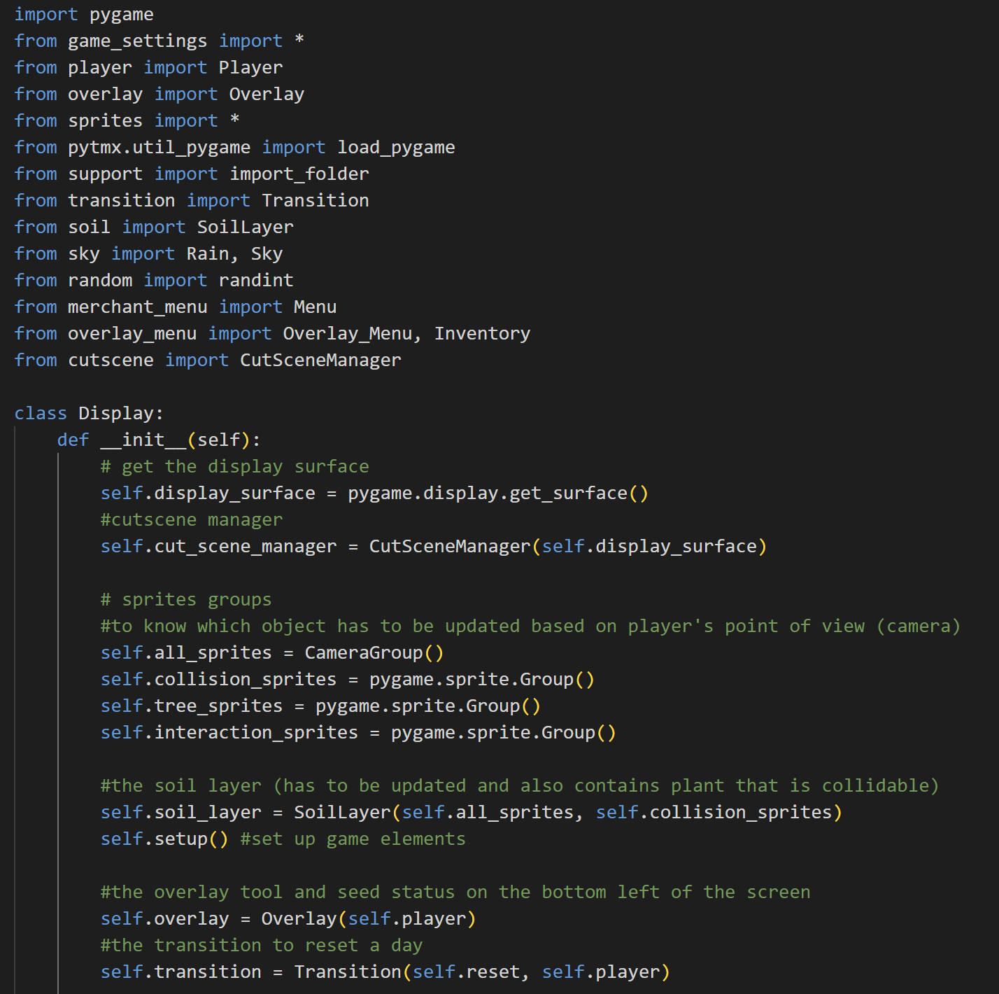 import pygame
from game_settings import *
from player import Player
from overlay import Overlay
from sprites import *
from pytmx.util_pygame import load_pygame
from support import import_folder
from transition import Transition
from soil import SoilLayer
from sky import Rain, Sky
from random import randint
from merchant_menu import Menu
from overlay_menu import Overlay_Menu, Inventory
from cutscene import CutSceneManager

class Display:
    def __init__(self):
        # get the display surface
        self.display_surface = pygame.display.get_surface()
        #cutscene manager
        self.cut_scene_manager = CutSceneManager(self.display_surface)

        # sprites groups
        #to know which object has to be updated based on player's point of view (camera)
        self.all_sprites = CameraGroup()
        self.collision_sprites = pygame.sprite.Group()
        self.tree_sprites = pygame.sprite.Group()
        self.interaction_sprites = pygame.sprite.Group()

        #the soil layer (has to be updated and also contains plant that is collidable)
        self.soil_layer = SoilLayer(self.all_sprites, self.collision_sprites)
        self.setup() #set up game elements

        #the overlay tool and seed status on the bottom left of the screen
        self.overlay = Overlay(self.player)
        #the transition to reset a day
        self.transition = Transition(self.reset, self.player)